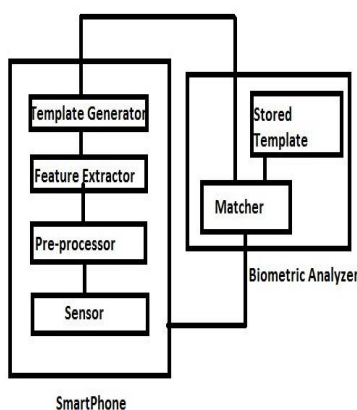 Template Generator
Feature Extractor
Pre-processor
Sensor
SmartPhone
Stored
Template
Matcher
Biometric Analyzer